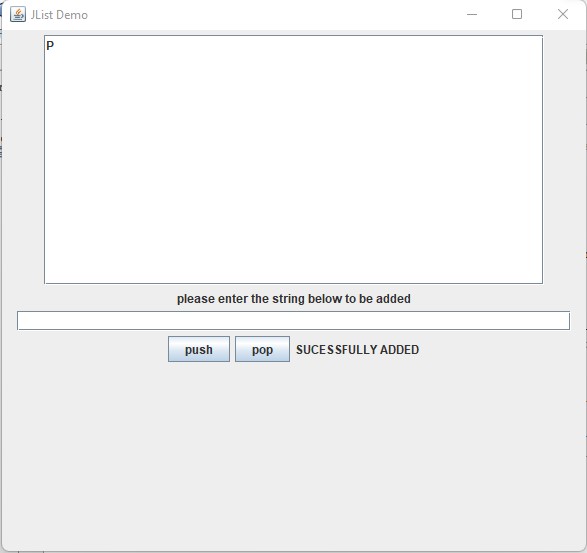 JList Demo
P
please enter the string below to be added
push pop SUCESSFULLY ADDED